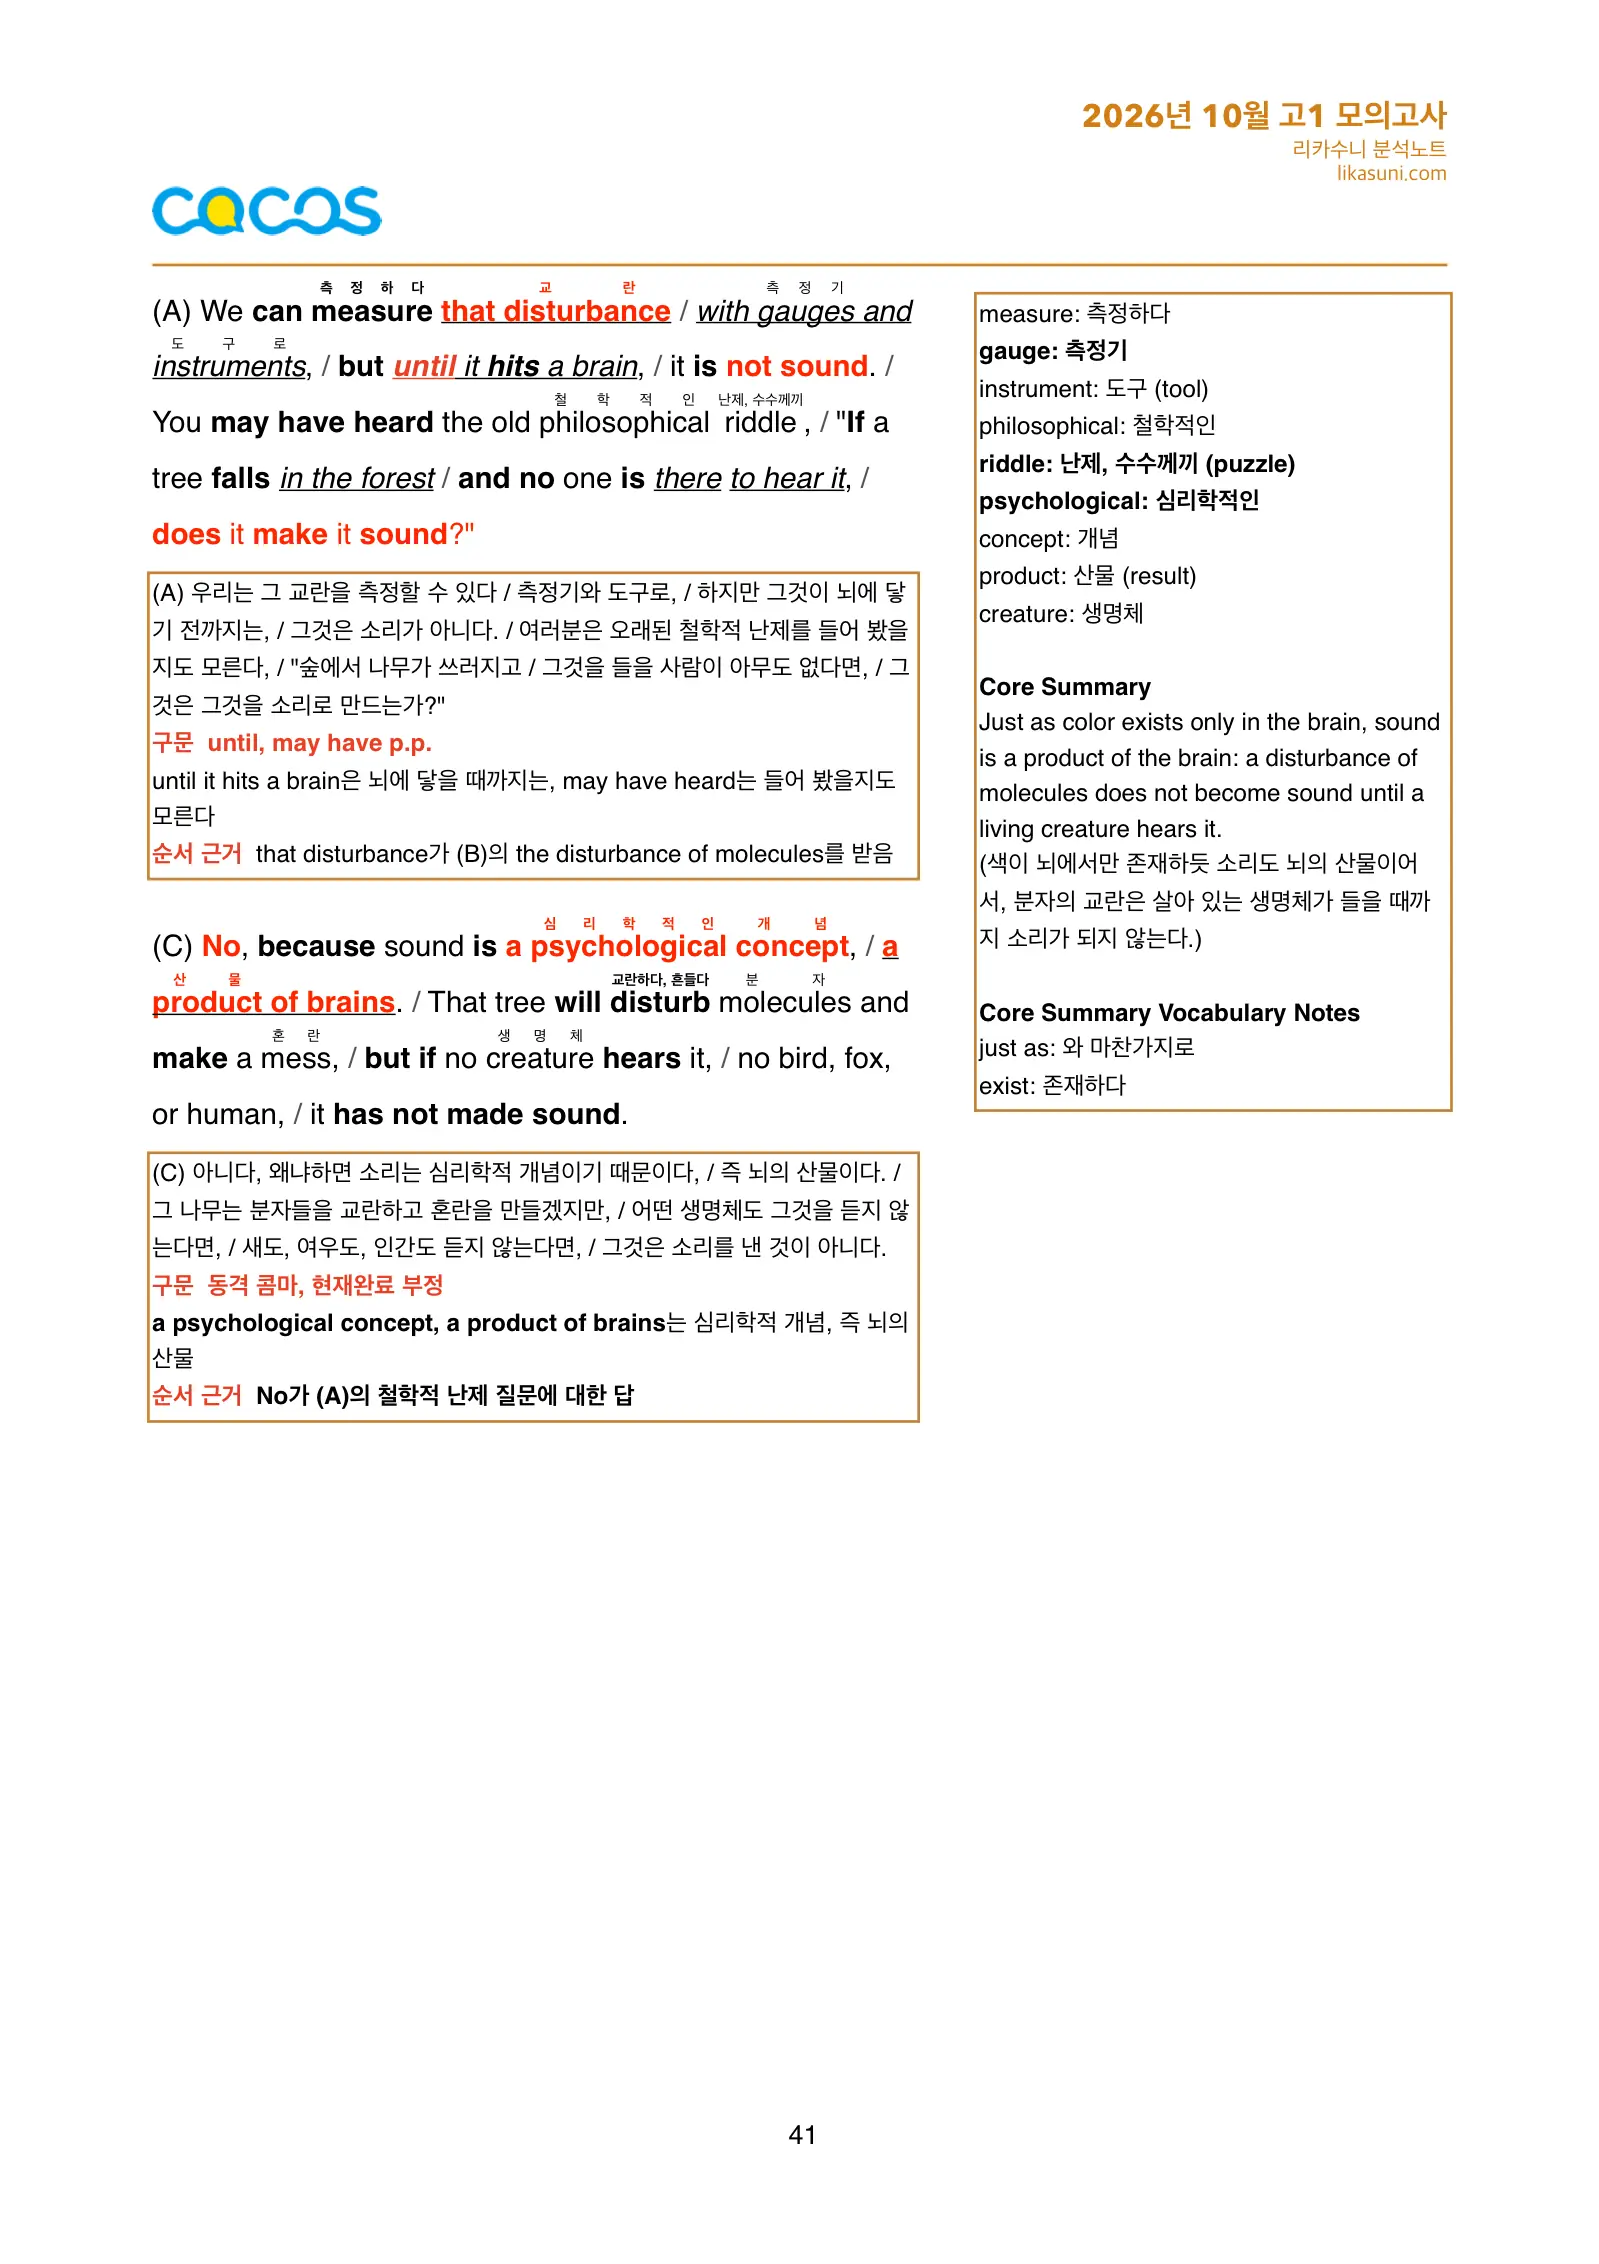 2026년 10월 고1 모의고사
리카수니 분석노트
likasuni.com
cacos
측 정 하 다 교 란 측 정 기
(A) We can measure that disturbance / with gauges and
도 구 로
instruments, / but until it hits a brain, / it is not sound. /
철 학 적 인 난제, 수수께끼
You may have heard the old philosophical riddle , / "If a
tree falls in the forest / and no one is there to hear it, /
does it make it sound?"
(A) 우리는 그 교란을 측정할 수 있다 / 측정기와 도구로, / 하지만 그것이 뇌에 닿
기 전까지는, / 그것은 소리가 아니다. / 여러분은 오래된 철학적 난제를 들어 봤을
지도 모른다, / "숲에서 나무가 쓰러지고 / 그것을 들을 사람이 아무도 없다면, / 그
것은 그것을 소리로 만드는가?"
구문 until, may have p.p.
until it hits a brain은 뇌에 닿을 때까지는, may have heard는 들어 봤을지도
모른다
순서 근거 that disturbance가 (B)의 the disturbance of molecules를 받음
심 리 학 적 인 개 념
(C) No, because sound is a psychological concept, / a
산 물 교란하다, 흔들다 분 자
product of brains. / That tree will disturb molecules and
혼 란 생 명 체
make a mess, / but if no creature hears it, / no bird, fox,
or human, / it has not made sound.
(C) 아니다, 왜냐하면 소리는 심리학적 개념이기 때문이다, / 즉 뇌의 산물이다. /
그 나무는 분자들을 교란하고 혼란을 만들겠지만, / 어떤 생명체도 그것을 듣지 않
는다면, / 새도, 여우도, 인간도 듣지 않는다면, / 그것은 소리를 낸 것이 아니다.
구문 동격 콤마, 현재완료 부정
a psychological concept, a product of brains는 심리학적 개념, 즉 뇌의
산물
순서 근거 No가 (A)의 철학적 난제 질문에 대한 답
measure: 측정하다
gauge: 측정기
instrument: 도구 (tool)
philosophical: 철학적인
riddle: 난제, 수수께끼 (puzzle)
psychological: 심리학적인
concept: 개념
product: 산물 (result)
creature: 생명체
Core Summary
Just as color exists only in the brain, sound
is a product of the brain: a disturbance of
molecules does not become sound until a
living creature hears it.
(색이 뇌에서만 존재하듯 소리도 뇌의 산물이어
서, 분자의 교란은 살아 있는 생명체가 들을 때까
지 소리가 되지 않는다.)
Core Summary Vocabulary Notes
just as: 와 마찬가지로
exist: 존재하다
41